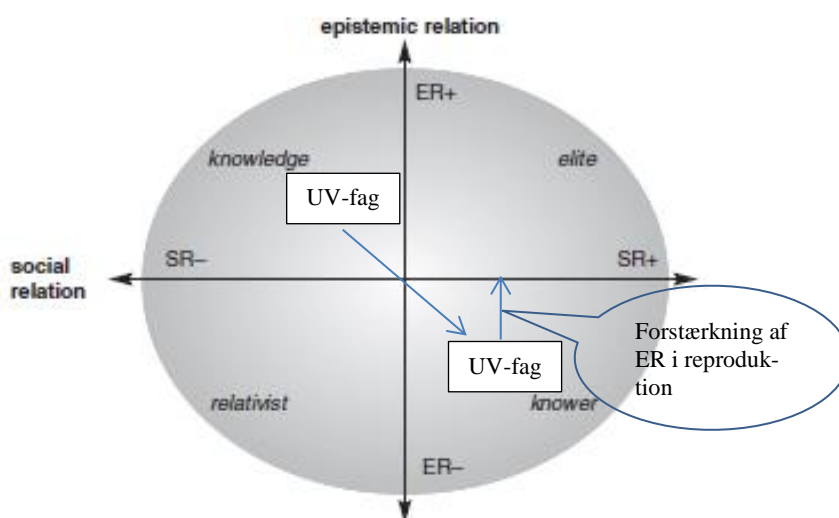 epistemic relation
ER+
knowledge
elite
UV-fag
social
relation
SR–
SR+
Forstærkning af
ER i reproduk-
tion
UV-fag
relativist
knower
ER–